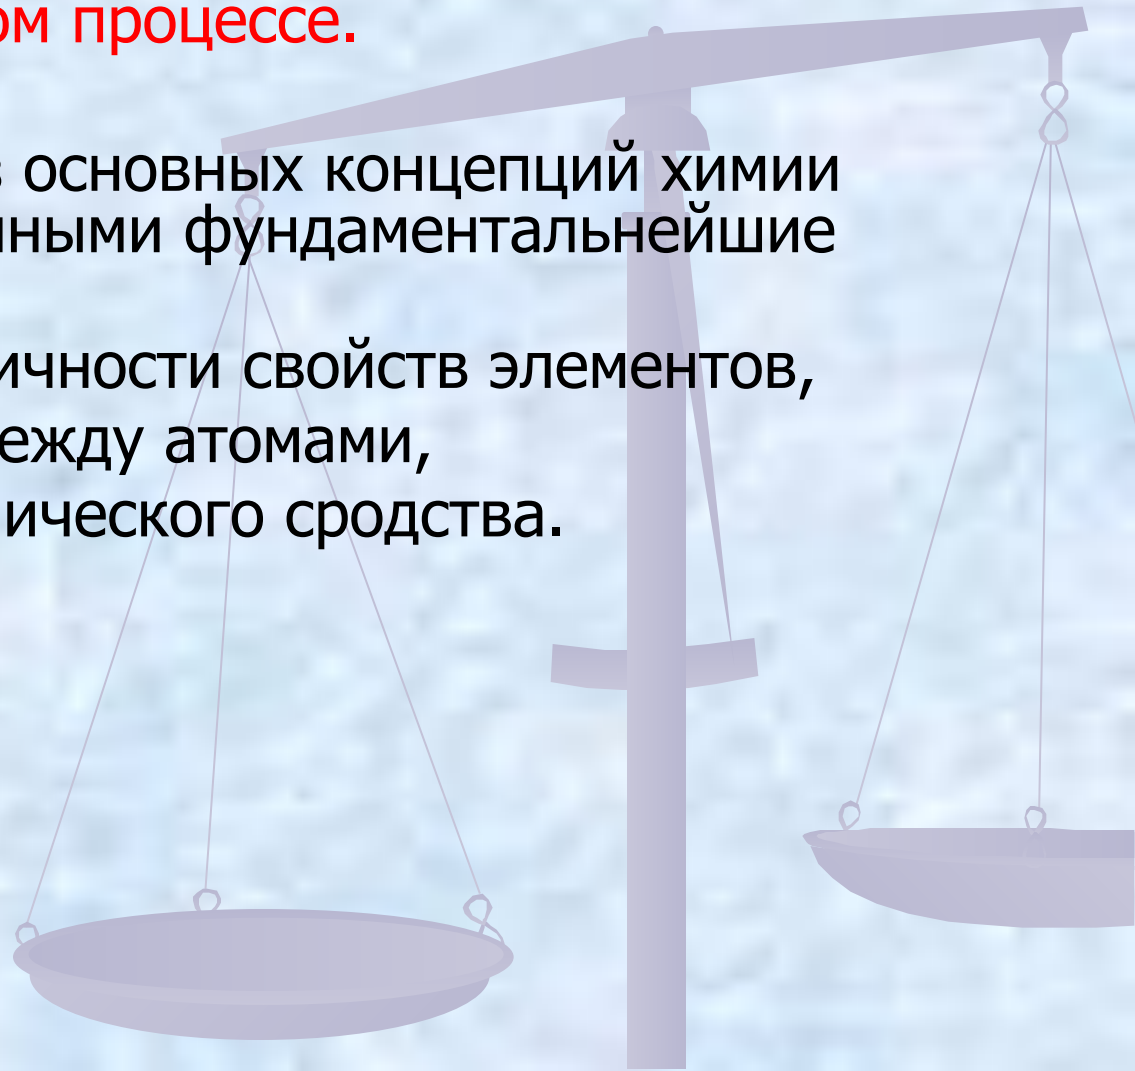 ом процессе.
в основных концепций химии
нными фундаментальнейшие
ичности свойств элементов,
ежду атомами,
ического сродства.